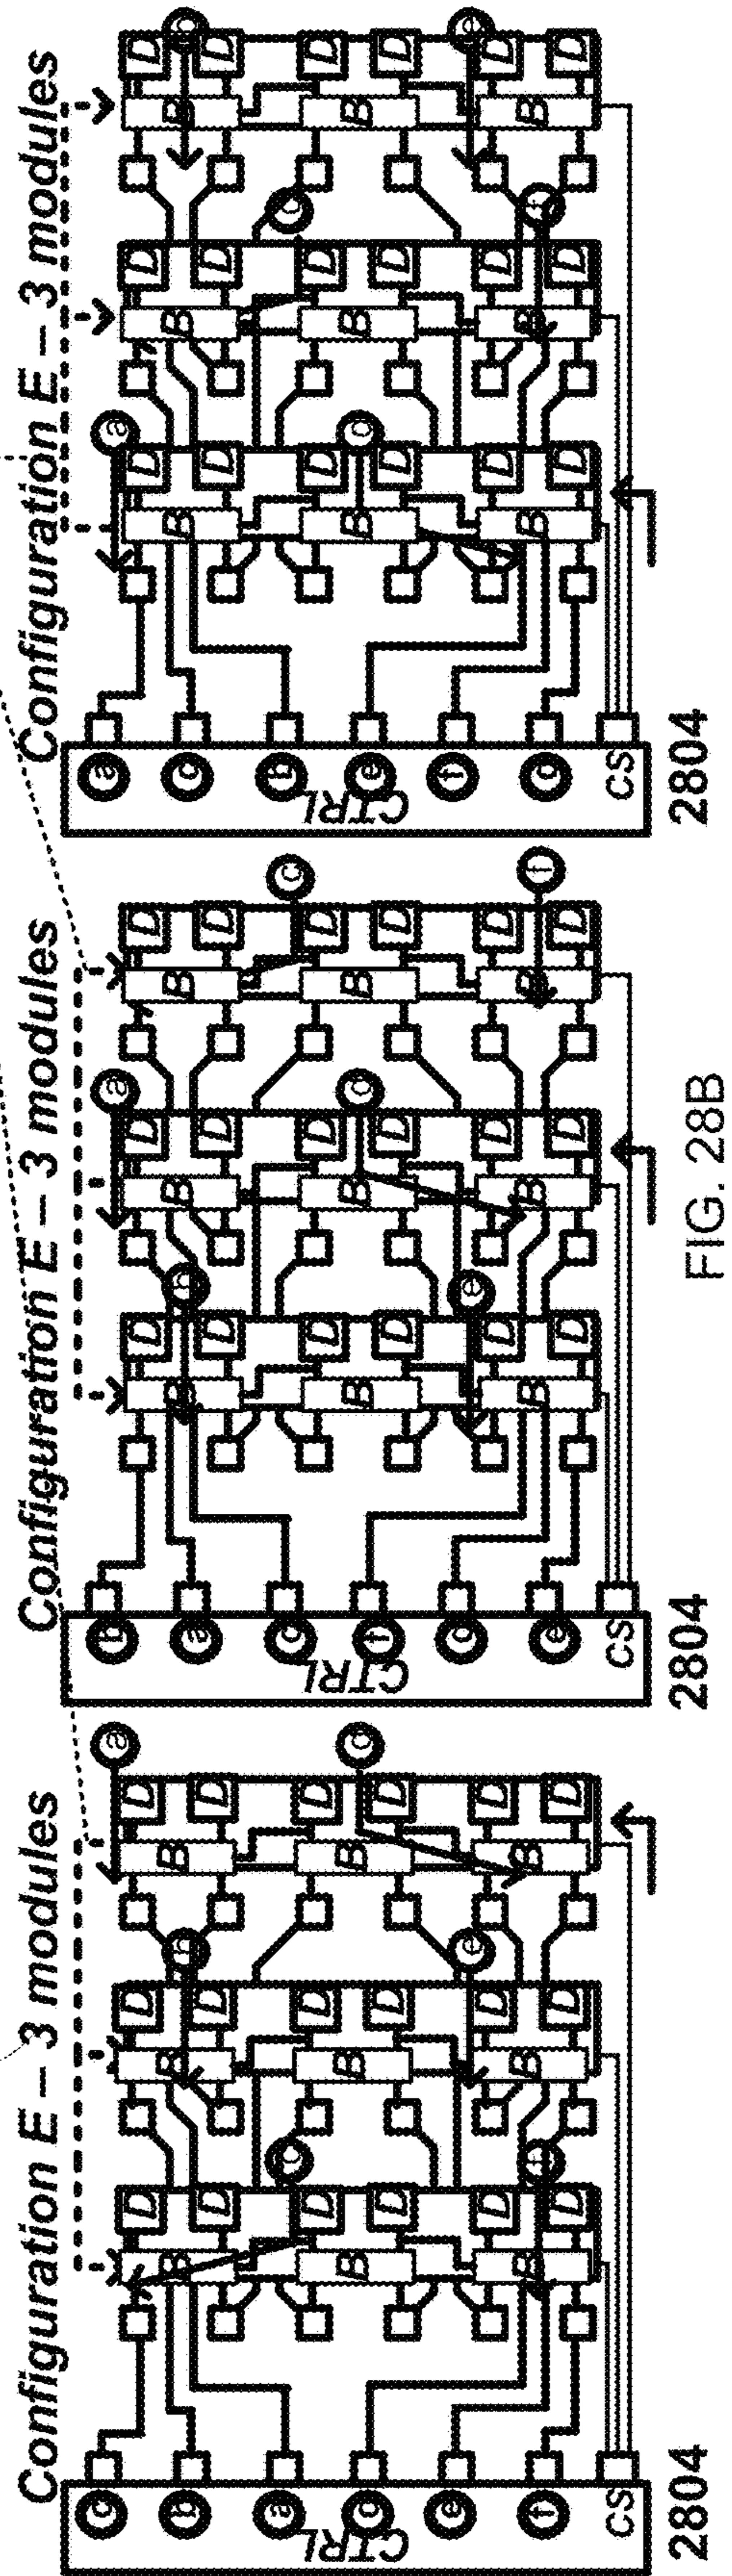 Configuration E – 3 modules
c
a
D D D
b B B b B
D D D
a c
D D D
d B B B d
CTRL
D D D
e e
D D D
f B f B B
D D D
CS
2804
Configuration E – 3 modules
b
a
D D D
a B b B B
D D D
c c
D D D
f B B d B
CTRL
D D D
d e
D D D
e B B B f
D D D
CS
2804
Configuration E – 3 modules
a
a
D D D
c B B B b
D D D
b c
D D D
e B d B B
CTRL
D D D
f e
D D D
d B B f B
D D D
CS
2804
FIG. 28B